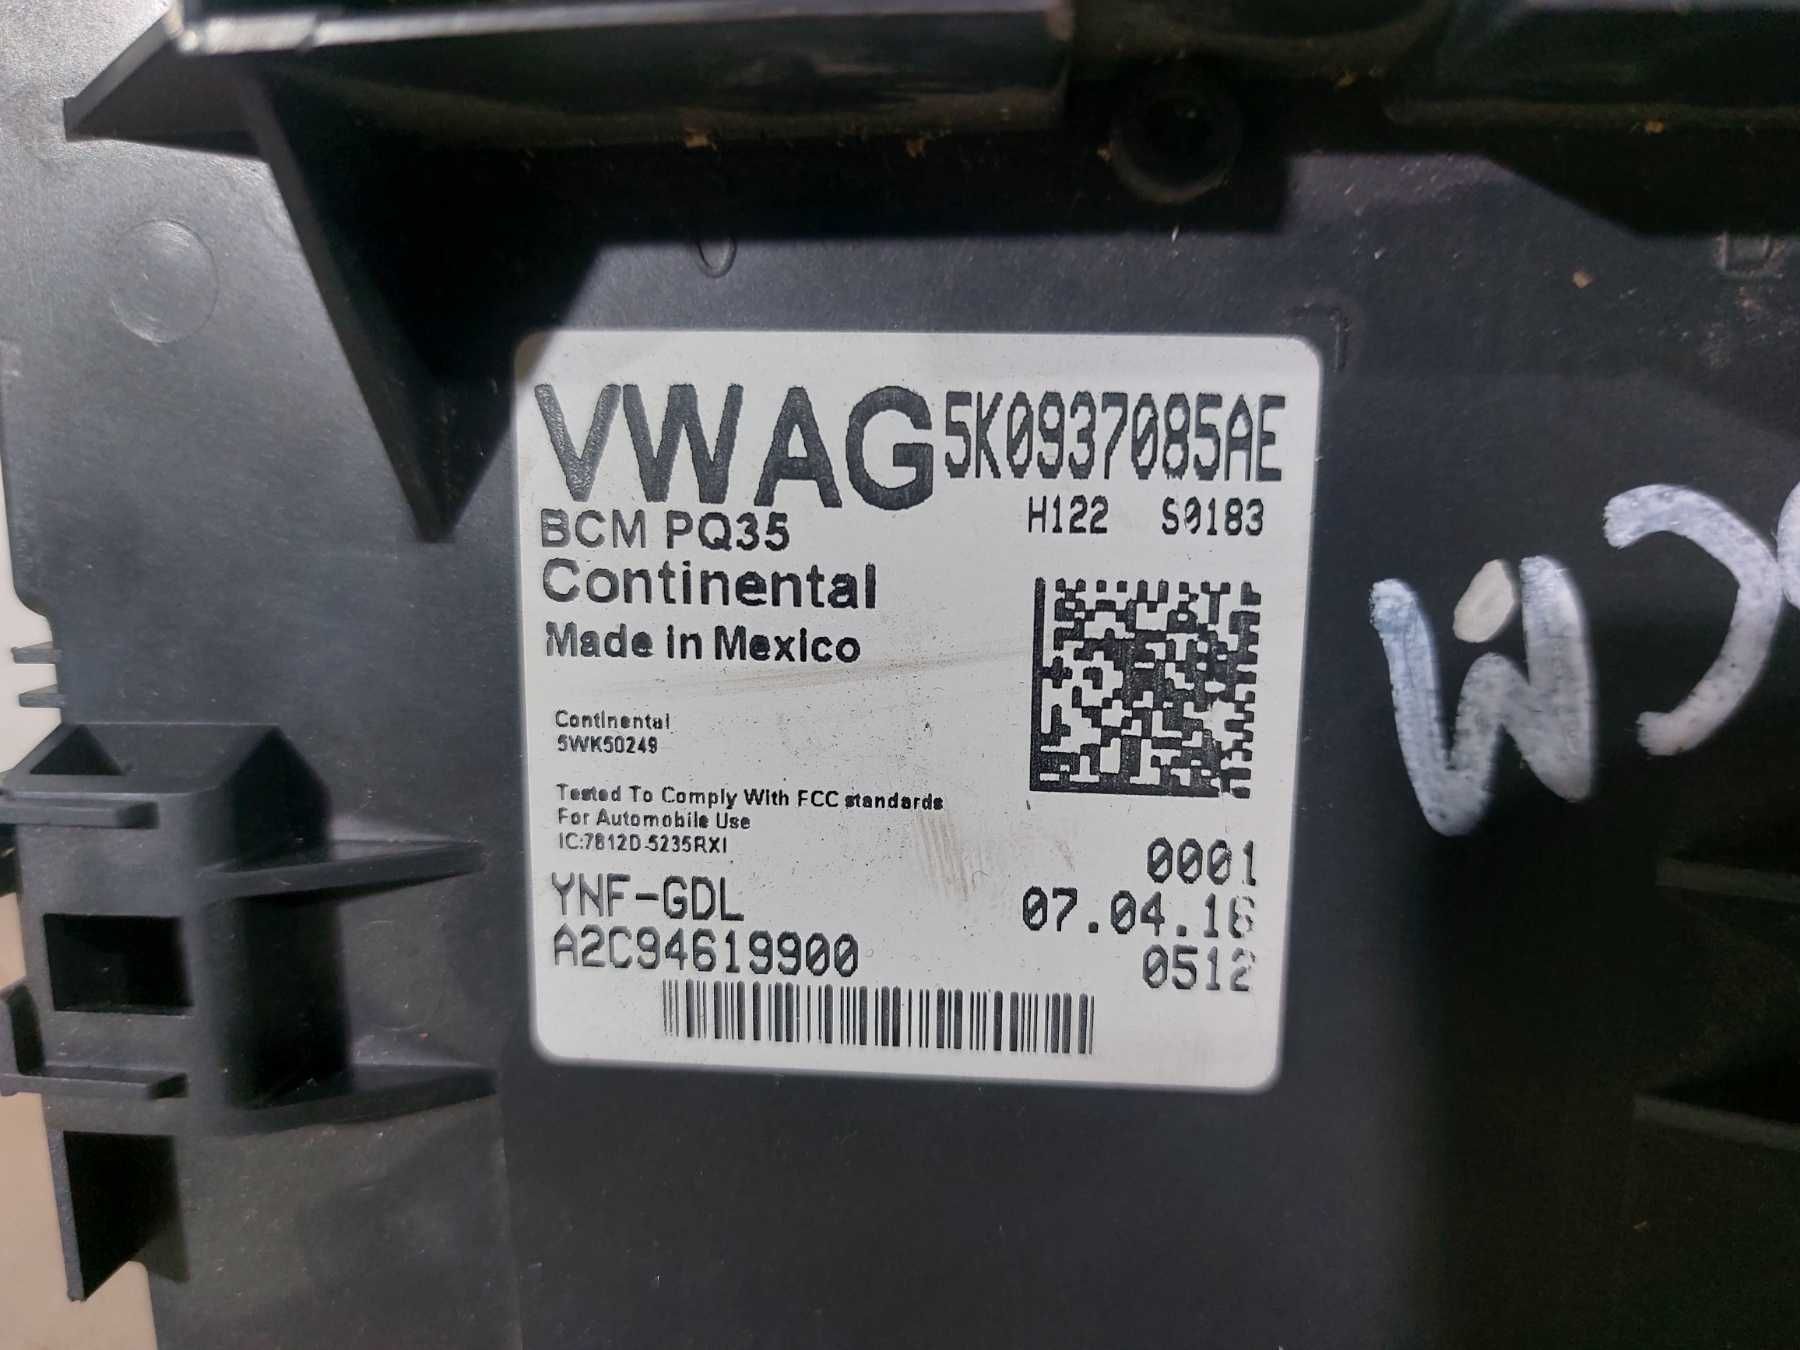 VWAG 5K0937085AE
BCM PQ35 H122 S0183
Continental
Made in Mexico
Continental
5WK50249
Tested To Comply With FCC standards
For Automobile Use
IC:7812D-5235RXI
0001
YNF-GDL 07.04.16
A2C94619900 0512